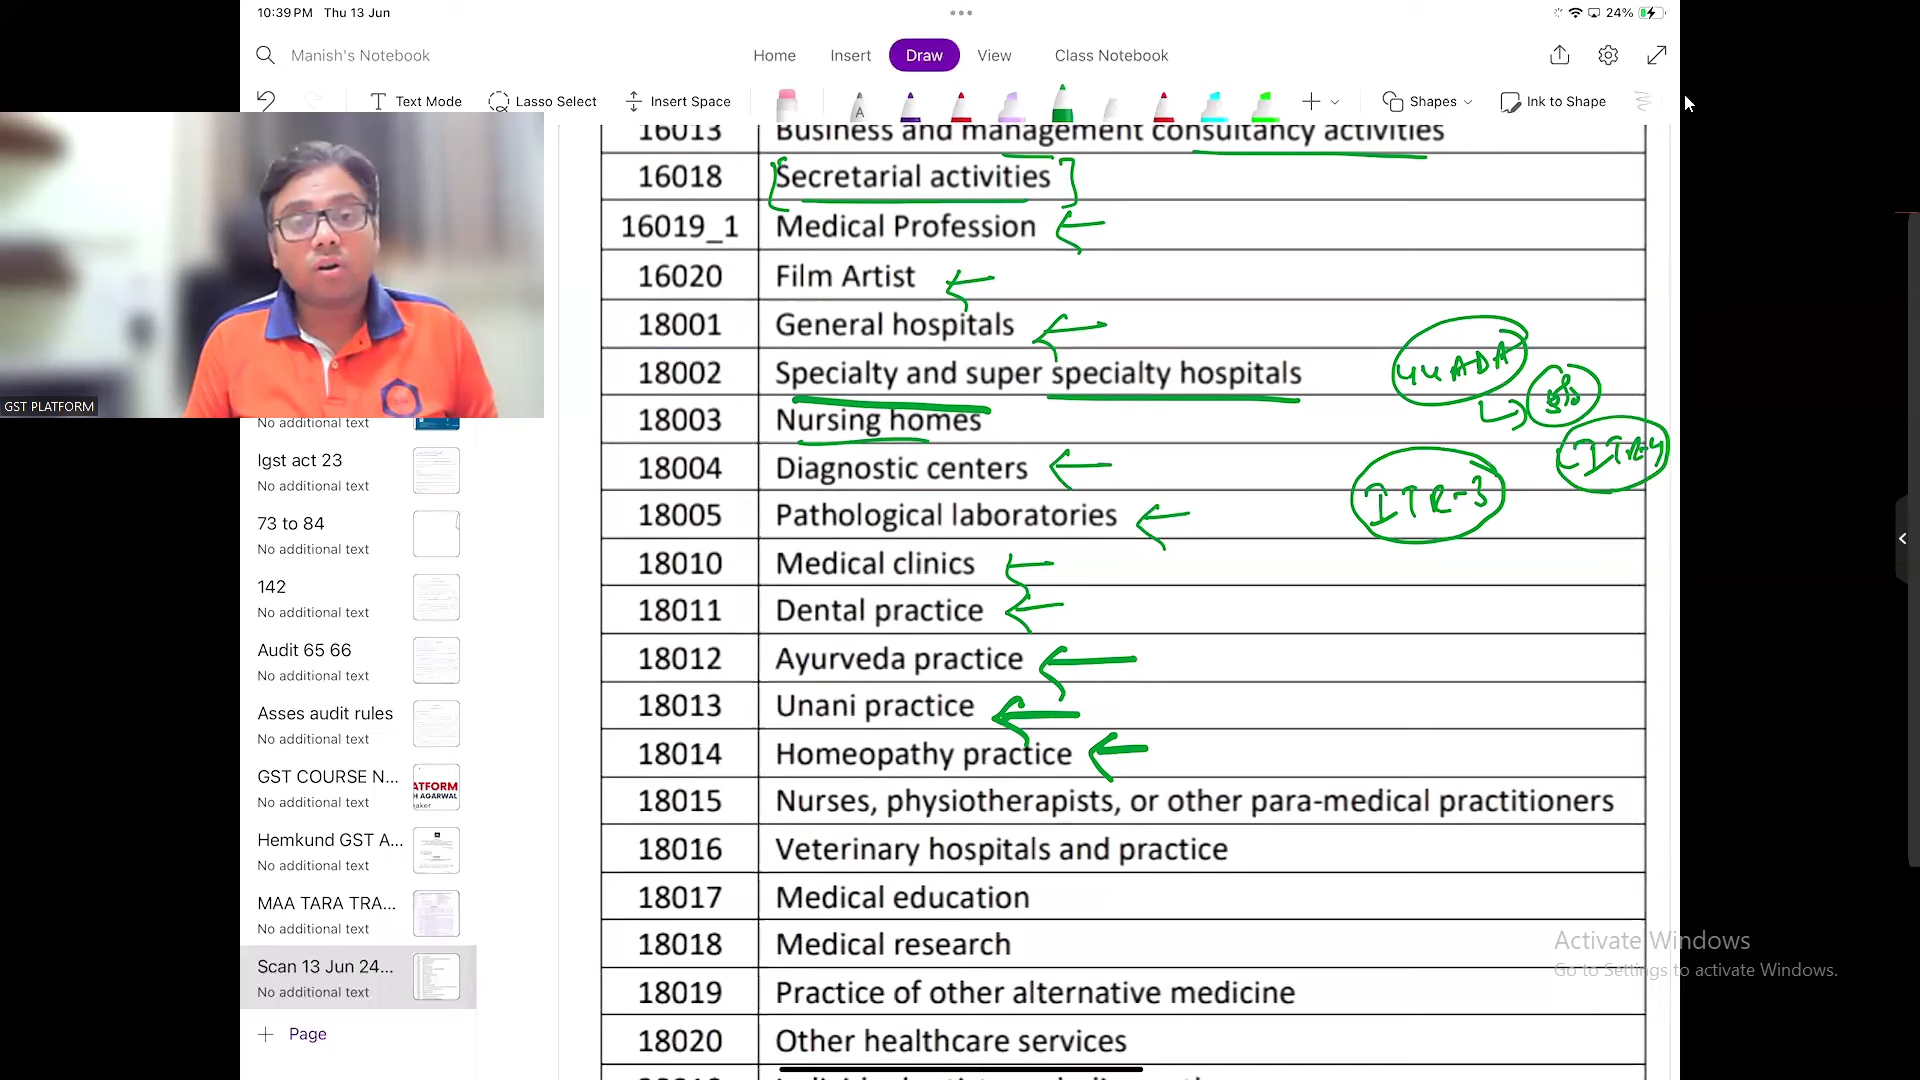 10:39 PM Thu 13 Jun
24%
Manish's Notebook
Home Insert Draw View Class Notebook
Text Mode Lasso Select Insert Space A Shapes Ink to Shape
16013 Business and management consultancy activities
16018 Secretarial activities
16019_1 Medical Profession
16020 Film Artist
18001 General hospitals
44ADA
18002 Specialty and super specialty hospitals
18003 Nursing homes
ITR-4
18004 Diagnostic centers
ITR-3
18005 Pathological laboratories
18010 Medical clinics
18011 Dental practice
18012 Ayurveda practice
18013 Unani practice
18014 Homeopathy practice
18015 Nurses, physiotherapists, or other para-medical practitioners
18016 Veterinary hospitals and practice
18017 Medical education
18018 Medical research
18019 Practice of other alternative medicine
18020 Other healthcare services
GST PLATFORM
No additional text
Igst act 23
No additional text
73 to 84
No additional text
142
No additional text
Audit 65 66
No additional text
Asses audit rules
No additional text
GST COURSE N...
No additional text
ATFORM
H AGARWAL
Hemkund GST A...
No additional text
MAA TARA TRA...
No additional text
Scan 13 Jun 24...
No additional text
Page
Activate Windows
Go to Settings to activate Windows.